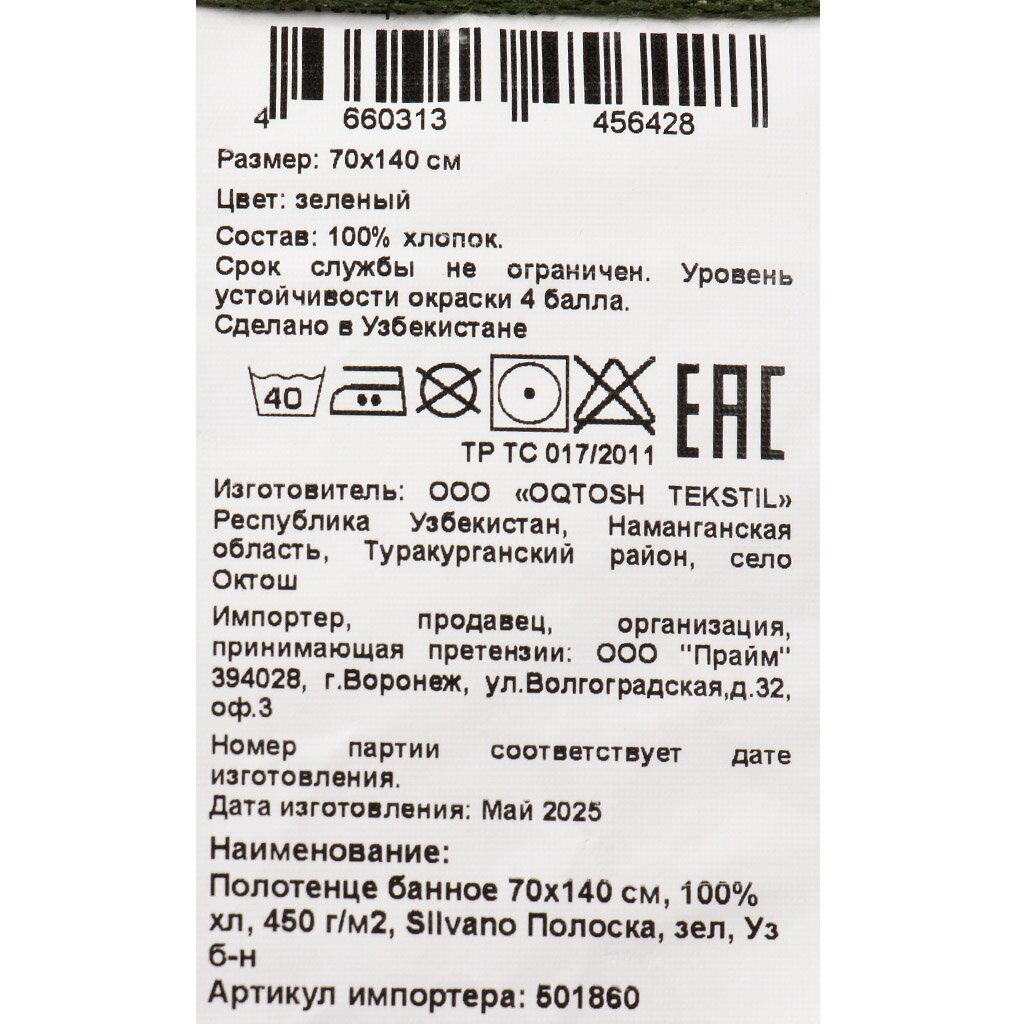 4 660313 456428
Размер: 70х140 см
Цвет: зеленый
Состав: 100% хлопок.
Срок службы не ограничен. Уровень
устойчивости окраски 4 балла.
Сделано в Узбекистане
40
EAC
ТР ТС 017/2011
Изготовитель: ООО «OQTOSH TEKSTIL»
Республика Узбекистан, Наманганская
область, Туракурганский район, село
Октош
Импортер, продавец, организация,
принимающая претензии: ООО "Прайм"
394028, г.Воронеж, ул.Волгоградская,д.32,
оф.3
Номер партии соответствует дате
изготовления.
Дата изготовления: Май 2025
Наименование:
Полотенце банное 70х140 см, 100%
хл, 450 г/м2, Silvano Полоска, зел, Уз
б-н
Артикул импортера: 501860